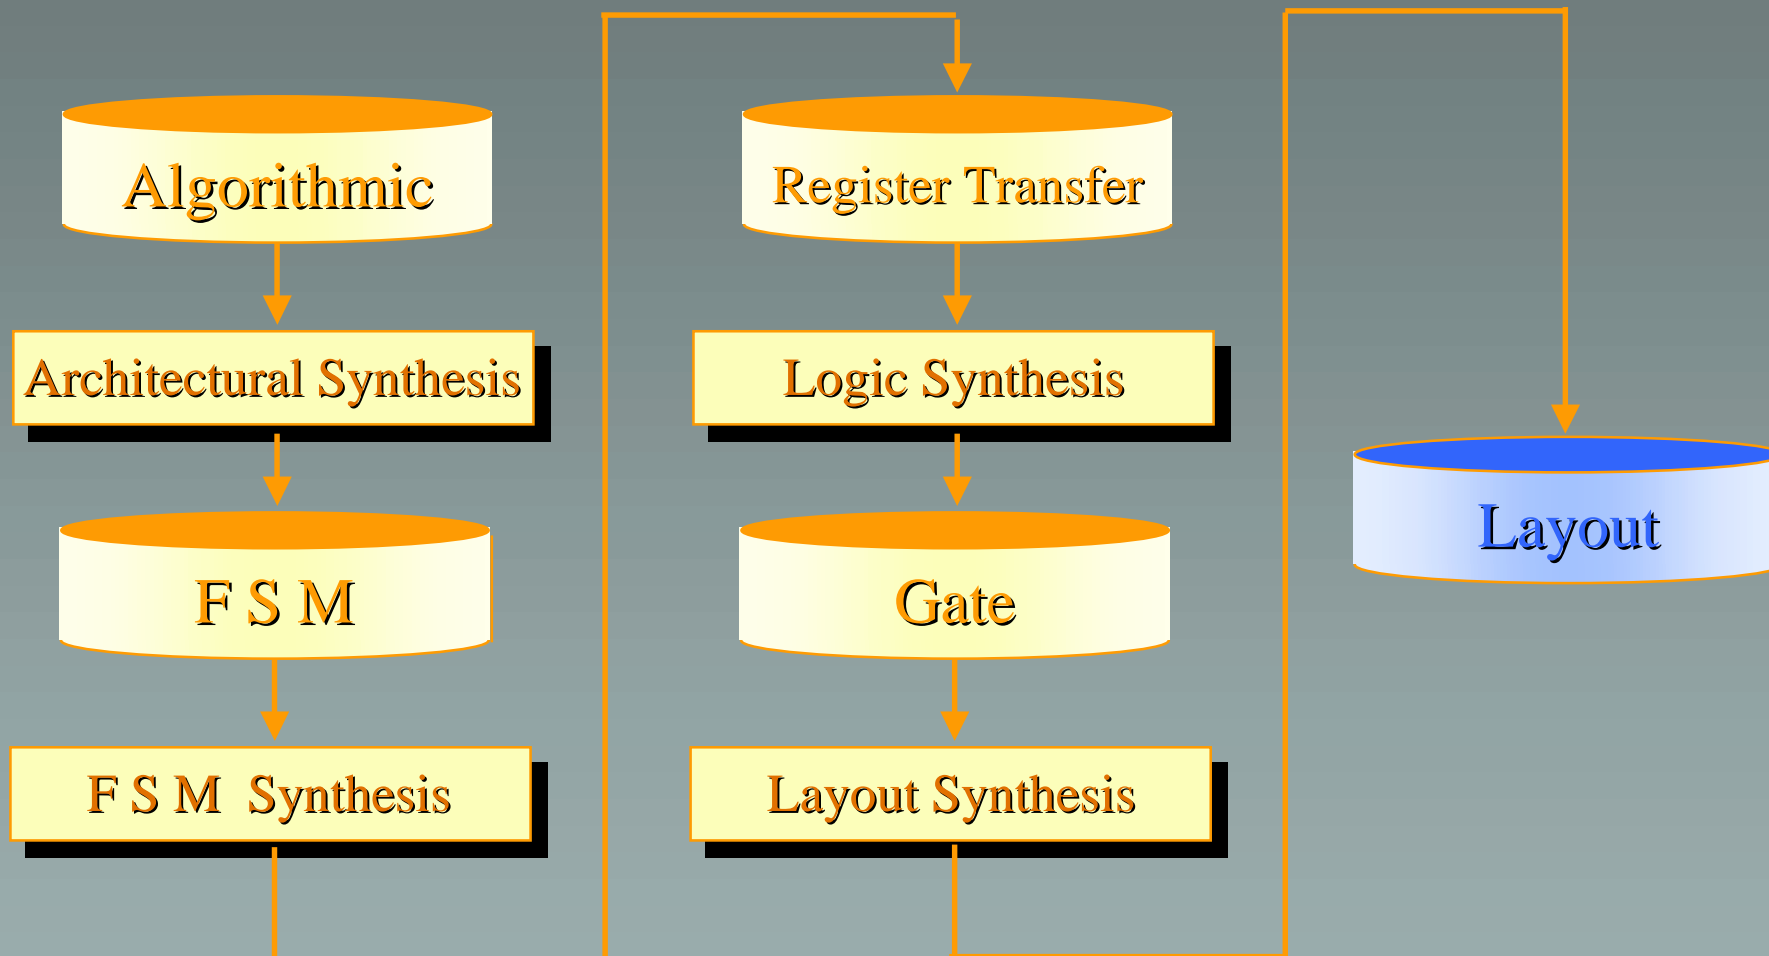 Algorithmic
Architectural Synthesis
F S M
F S M Synthesis
Register Transfer
Logic Synthesis
Gate
Layout Synthesis
Layout